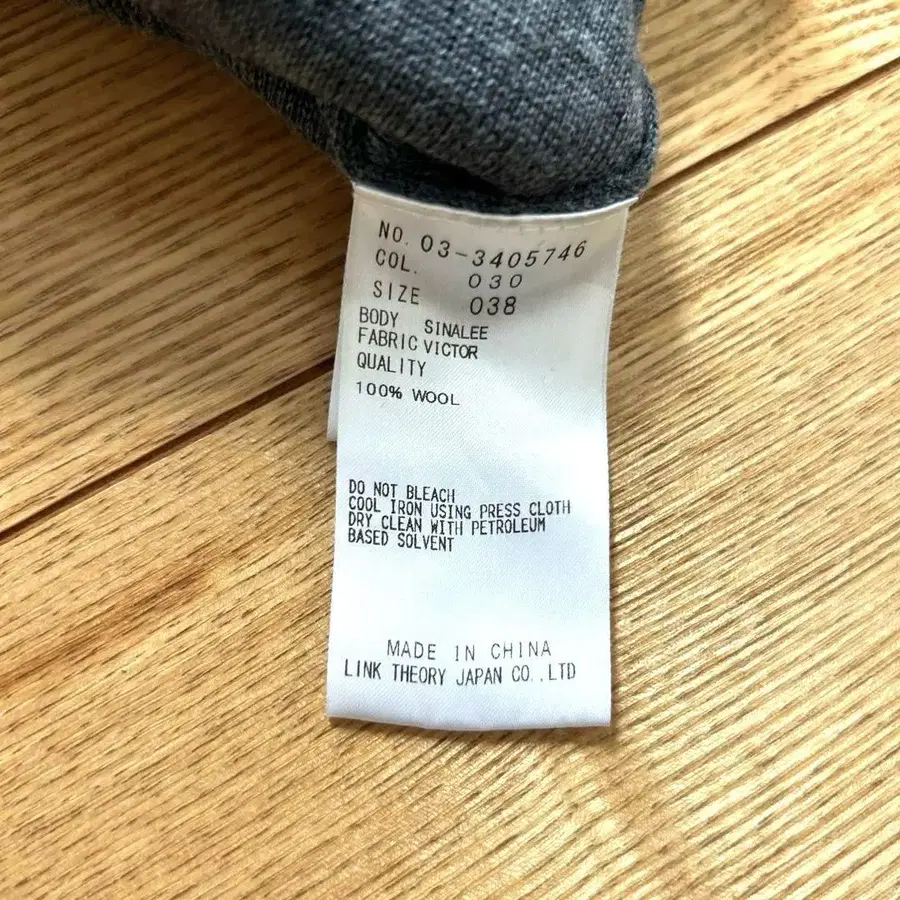 NO. 03-3405746
COL. 030
SIZE 038
BODY SINALEE
FABRIC VICTOR
QUALITY
100% WOOL
DO NOT BLEACH
COOL IRON USING PRESS CLOTH
DRY CLEAN WITH PETROLEUM
BASED SOLVENT
MADE IN CHINA
LINK THEORY JAPAN CO.,LTD